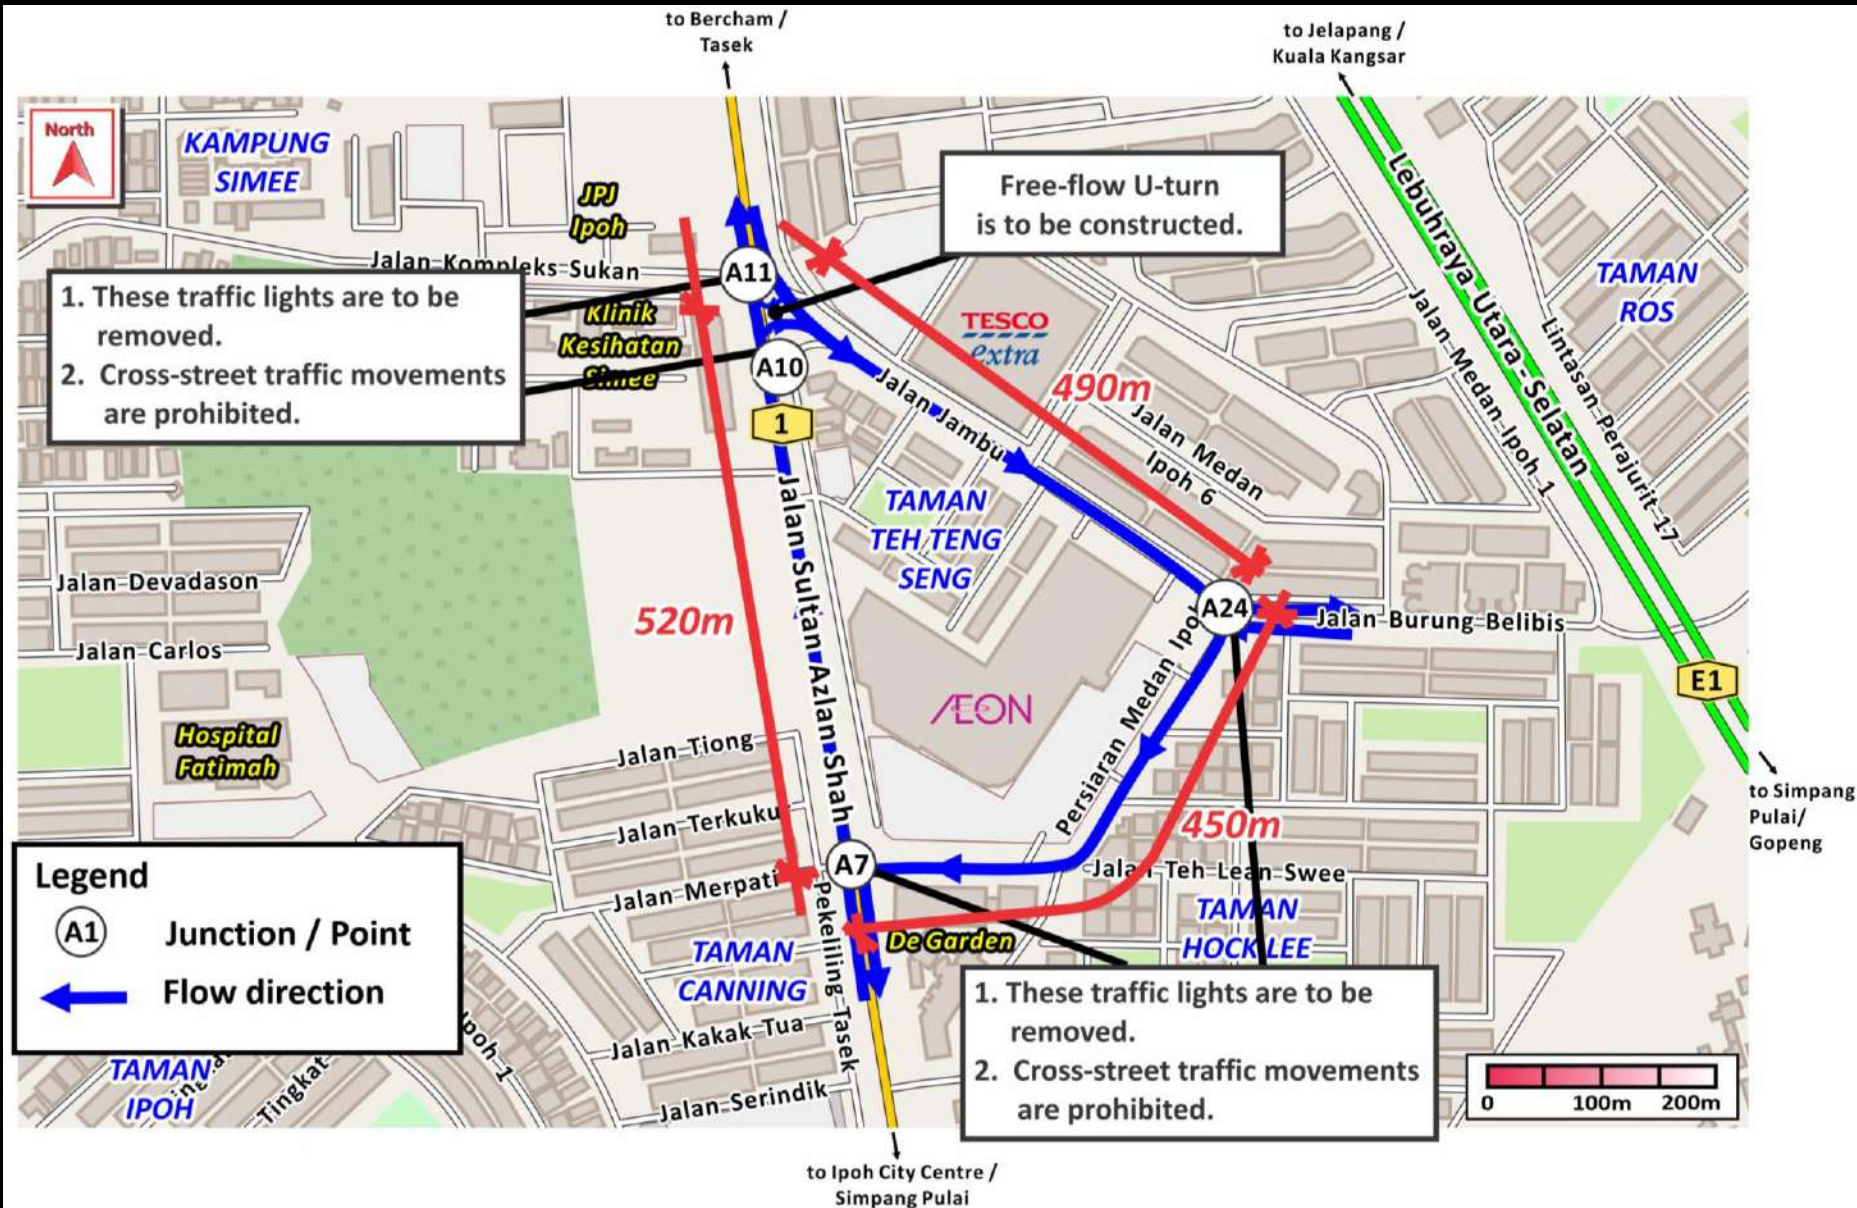 to Bercham /
Tasek
to Jelapang /
Kuala Kangsar
North
KAMPUNG
SIMEE
JPJ
Ipoh
Free-flow U-turn
is to be constructed.
Jalan Kompleks Sukan
A11
1. These traffic lights are to be
removed.
2. Cross-street traffic movements
are prohibited.
Klinik
Kesihatan
Simee
A10
1
TESCO
extra
Jalan Jambu
490m
Jalan Medan
Ipoh 6
Jalan Medan Ipoh 1
Lebuhraya Utara - Selatan
Lintasan Perajurit 17
TAMAN
ROS
TAMAN
TEH TENG
SENG
Jalan Sultan Azlan Shah
520m
Jalan Devadason
Jalan Carlos
Hospital
Fatimah
A24
Jalan Burung Belibis
E1
ÆON
Persiaran Medan Ipoh
Jalan Tiong
Jalan Terkukur
Jalan Merpati
A7
450m
Jalan Teh Lean Swee
to Simpang
Pulai/
Gopeng
Legend
A1 Junction / Point
Flow direction
De Garden
TAMAN
HOCK LEE
TAMAN
CANNING
Pekeliling Tasek
Jalan Kakak Tua
Jalan Serindik
1. These traffic lights are to be
removed.
2. Cross-street traffic movements
are prohibited.
Ipoh 1
TAMAN
IPOH
Tingkat
0 100m 200m
to Ipoh City Centre /
Simpang Pulai